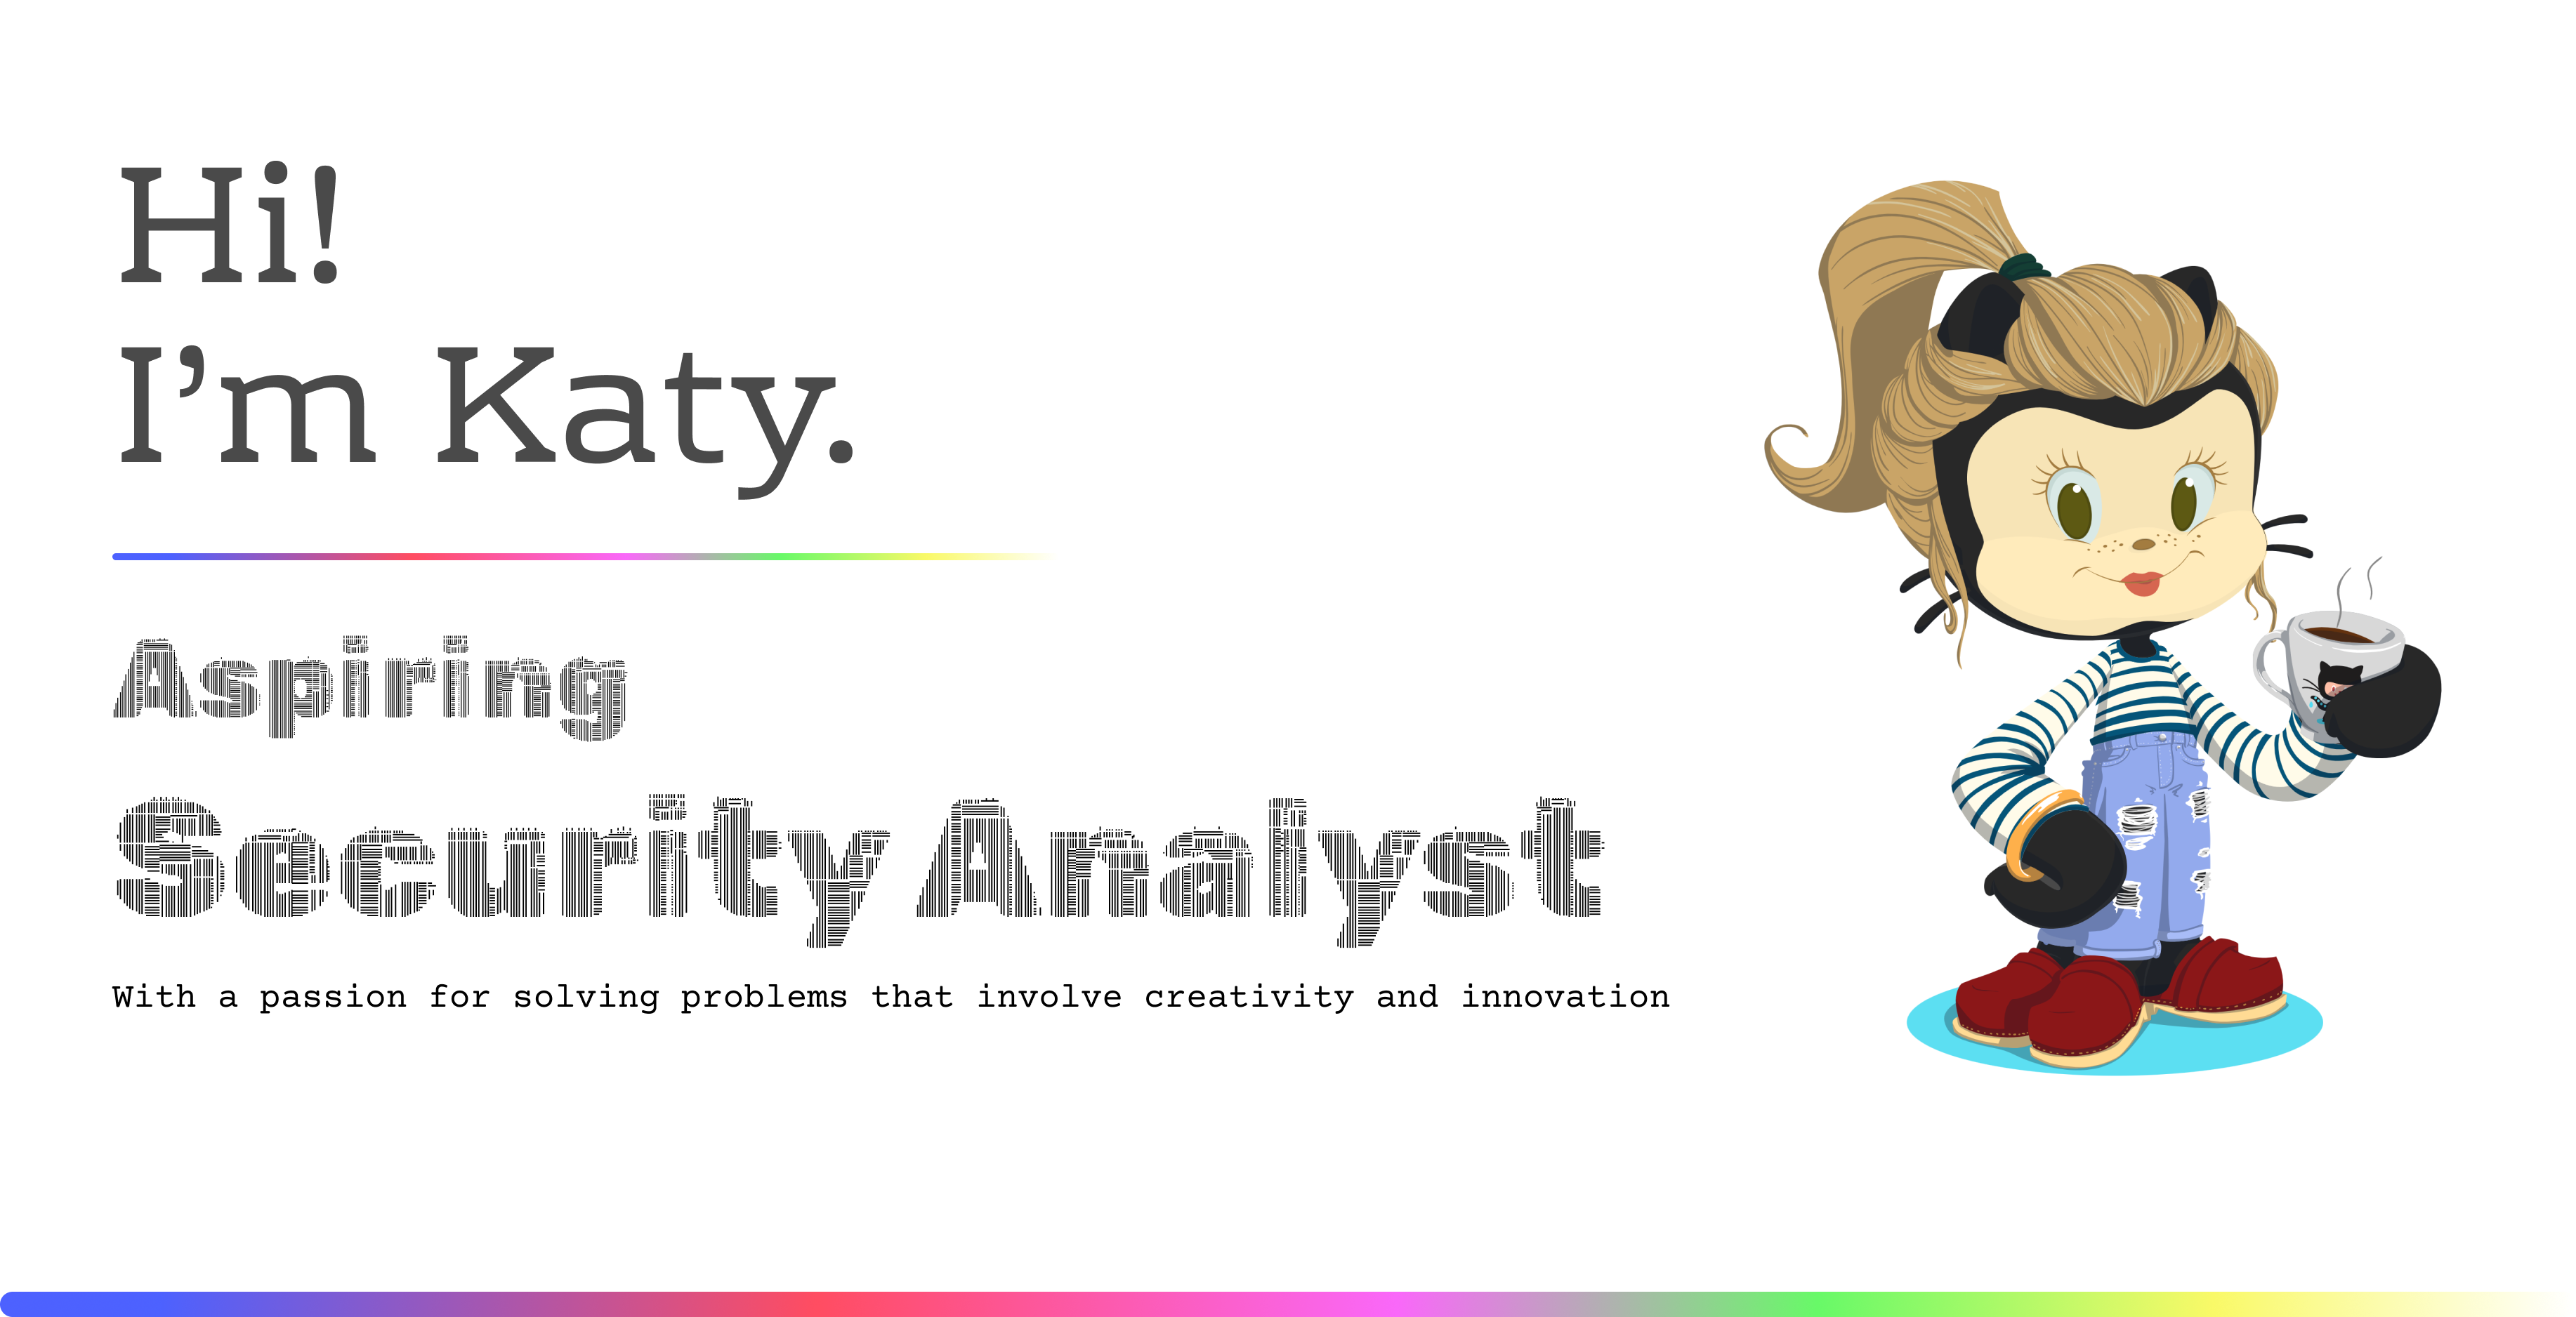 Hi!
I’m Katy.
Aspiring
Security Analyst
With a passion for solving problems that involve creativity and innovation